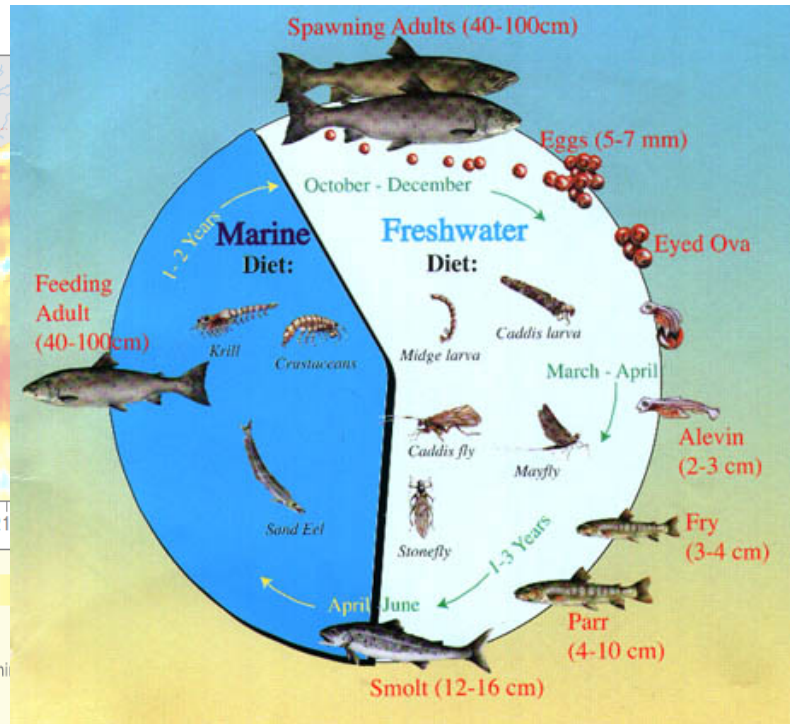 Spawning Adults (40-100cm)
Eggs (5-7 mm)
October - December
Eyed Ova
1- 2 Years
Marine
Diet:
Freshwater
Diet:
Feeding
Adult
(40-100cm)
Krill
Crustaceans
Midge larva
Caddis larva
March - April
Alevin
(2-3 cm)
Caddis fly
Mayfly
Sand Eel
Stonefly
Fry
(3-4 cm)
1-3 Years
April-June
Parr
(4-10 cm)
Smolt (12-16 cm)